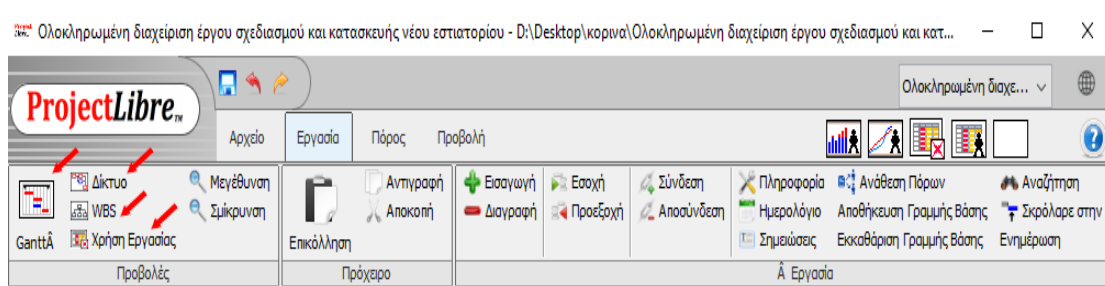 Ολοκληρωμένη διαχείριση έργου σχεδιασμού και κατασκευής νέου εστιατορίου - D:\Desktop\κορινα\Ολοκληρωμένη διαχείριση έργου σχεδιασμού και κατ...
ProjectLibre™
Ολοκληρωμένη διαχε...
Αρχείο Εργασία Πόρος Προβολή
Δίκτυο Μεγέθυνση Αντιγραφή Εισαγωγή Εσοχή Σύνδεση Πληροφορία Ανάθεση Πόρων Αναζήτηση
WBS Σμίκρυνση Αποκοπή Διαγραφή Προεξοχή Αποσύνδεση Ημερολόγιο Αποθήκευση Γραμμής Βάσης Σκρόλαρε στην
GanttÂ Χρήση Εργασίας Επικόλληση Σημειώσεις Εκκαθάριση Γραμμής Βάσης Ενημέρωση
Προβολές Πρόχειρο Â Εργασία